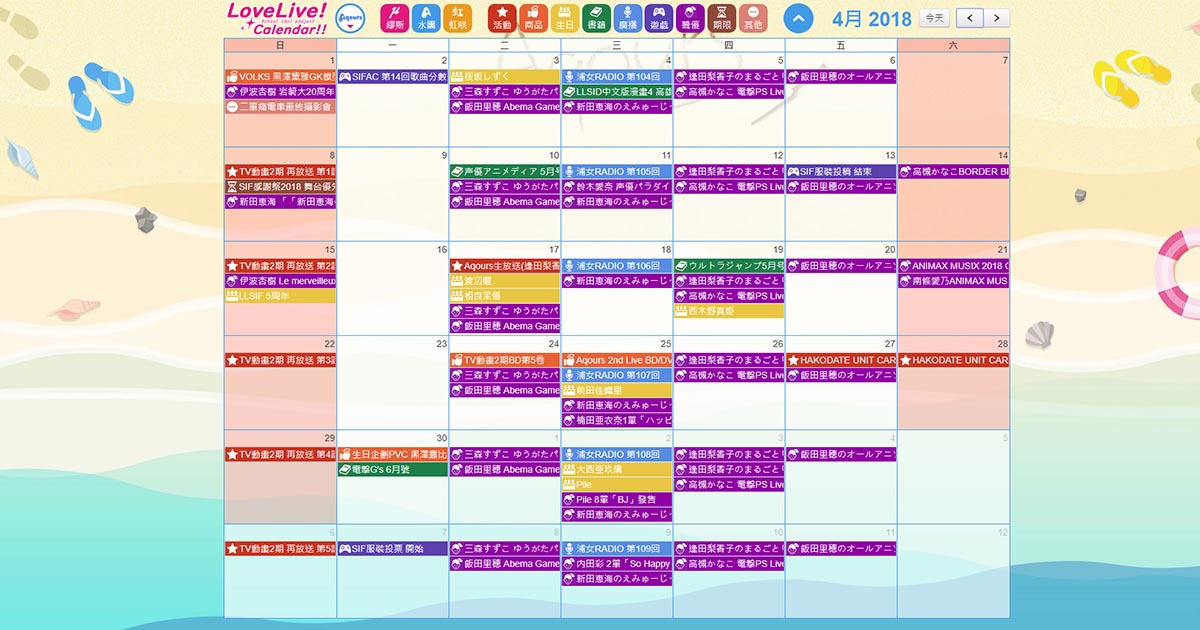 LoveLive!
School idol project
Calendar!!
Aqours
繆斯
水團
虹咲
活動
商品
生日
書籍
廣播
遊戲
聲優
期限
其他
4月 2018
今天
日 一 二 三 四 五 六
1 2 3 4 5 6 7
VOLKS 黑澤黛雅GK模型
伊波杏樹 岩崎大20周年
二單痛電車最終攝影會
SIFAC 第14回歌曲分數
桜坂しずく
三森すずこ ゆうがたパ
飯田里穂 Abema Game
浦女RADIO 第104回
LLSID中文版漫畫4 高雄
新田恵海のえみゅーじっ
逢田梨香子のまるごとり
高槻かなこ 電撃PS Live
飯田里穂のオールアニソ
8 9 10 11 12 13 14
TV動畫2期 再放送 第1話
SIF感謝祭2018 舞台優先
新田恵海「「新田恵海
声優アニメディア 5月号
三森すずこ ゆうがたパ
飯田里穂 Abema Game
浦女RADIO 第105回
鈴木愛奈 声優パラダイ
新田恵海のえみゅーじっ
逢田梨香子のまるごとり
高槻かなこ 電撃PS Live
SIF服裝投稿 結束
飯田里穂のオールアニソ
高槻かなこBORDER BR
15 16 17 18 19 20 21
TV動畫2期 再放送 第2話
伊波杏樹 Le merveilleux
LLSIF 5周年
Aqours生放送(逢田梨香
渡辺曜
相良茉優
三森すずこ ゆうがたパ
飯田里穂 Abema Game
浦女RADIO 第106回
新田恵海のえみゅーじっ
ウルトラジャンプ5月号
逢田梨香子のまるごとり
高槻かなこ 電撃PS Live
西木野真姫
飯田里穂のオールアニソ
ANIMAX MUSIX 2018 O
南條愛乃ANIMAX MUS
22 23 24 25 26 27 28
TV動畫2期 再放送 第3話
TV動畫2期BD第5卷
三森すずこ ゆうがたパ
飯田里穂 Abema Game
Aqours 2nd Live BD/DV
浦女RADIO 第107回
前田佳織里
新田恵海のえみゅーじっ
楠田亜衣奈1單「ハッピ
逢田梨香子のまるごとり
高槻かなこ 電撃PS Live
HAKODATE UNIT CAR
飯田里穂のオールアニソ
HAKODATE UNIT CAR
29 30 1 2 3 4 5
TV動畫2期 再放送 第4話
生日企劃PVC 黑澤露比
電撃G's 6月號
三森すずこ ゆうがたパ
飯田里穂 Abema Game
浦女RADIO 第108回
大西亜玖璃
Pile
Pile 8單「BJ」發售
新田恵海のえみゅーじっ
逢田梨香子のまるごとり
高槻かなこ 電撃PS Live
飯田里穂のオールアニソ
6 7 8 9 10 11 12
TV動畫2期 再放送 第5話
SIF服裝投票 開始
三森すずこ ゆうがたパ
飯田里穂 Abema Game
浦女RADIO 第109回
内田彩 2單「So Happy
新田恵海のえみゅーじっ
逢田梨香子のまるごとり
高槻かなこ 電撃PS Live
飯田里穂のオールアニソ